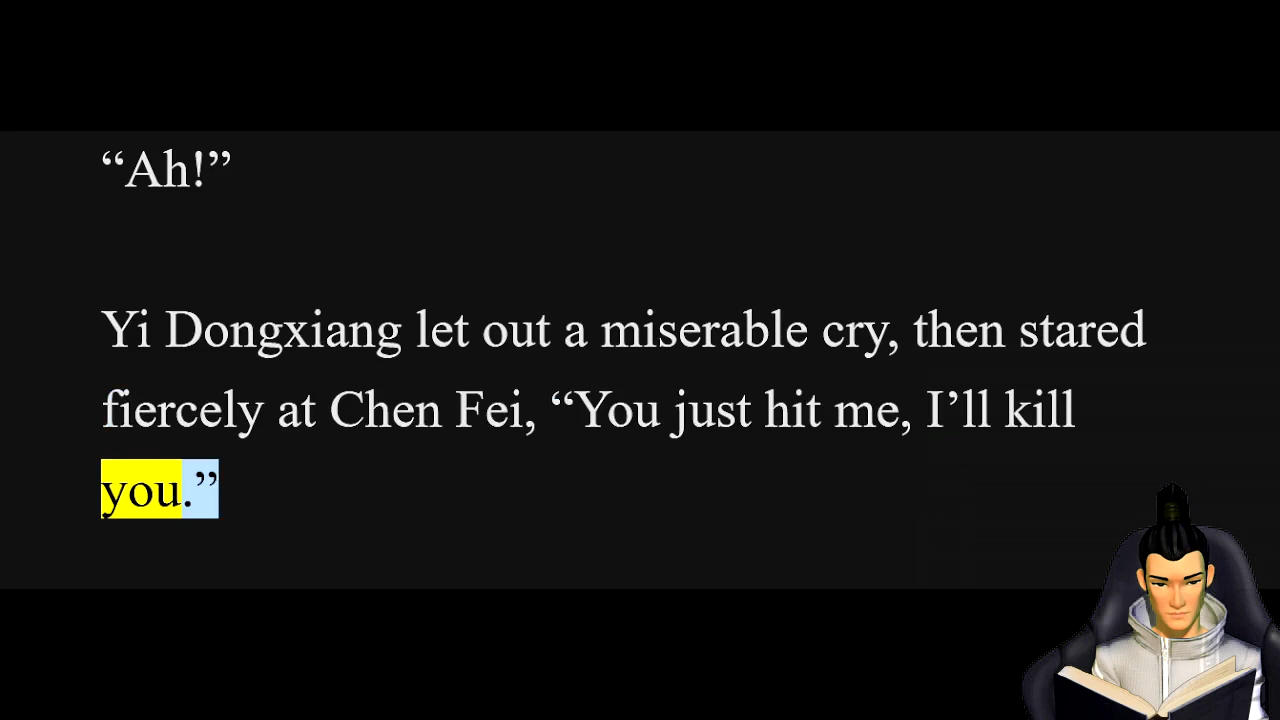 “Ah!”
Yi Dongxiang let out a miserable cry, then stared
fiercely at Chen Fei, “You just hit me, I’ll kill
you.”